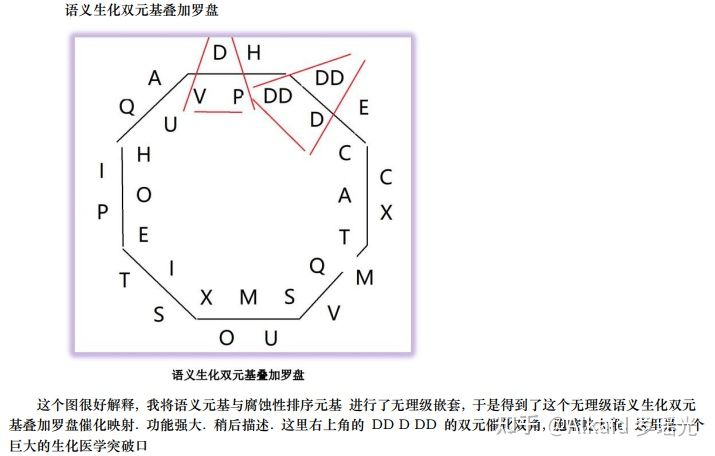 语义生化双元基叠加罗盘
D H
A DD
V P DD
Q E
U D
H C
I C
O A
P X
E T
I Q
T M
X M S
S V
O U
语义生化双元基叠加罗盘
这个图很好解释，我将语义元基与腐蚀性排序元基 进行了无理级嵌套，于是得到了这个无理级语义生化双元
基叠加罗盘催化映射. 功能强大. 稍后描述. 这里右上角的 DD D DD 的双元催化双角， 个
巨大的生化医学突破口
知乎